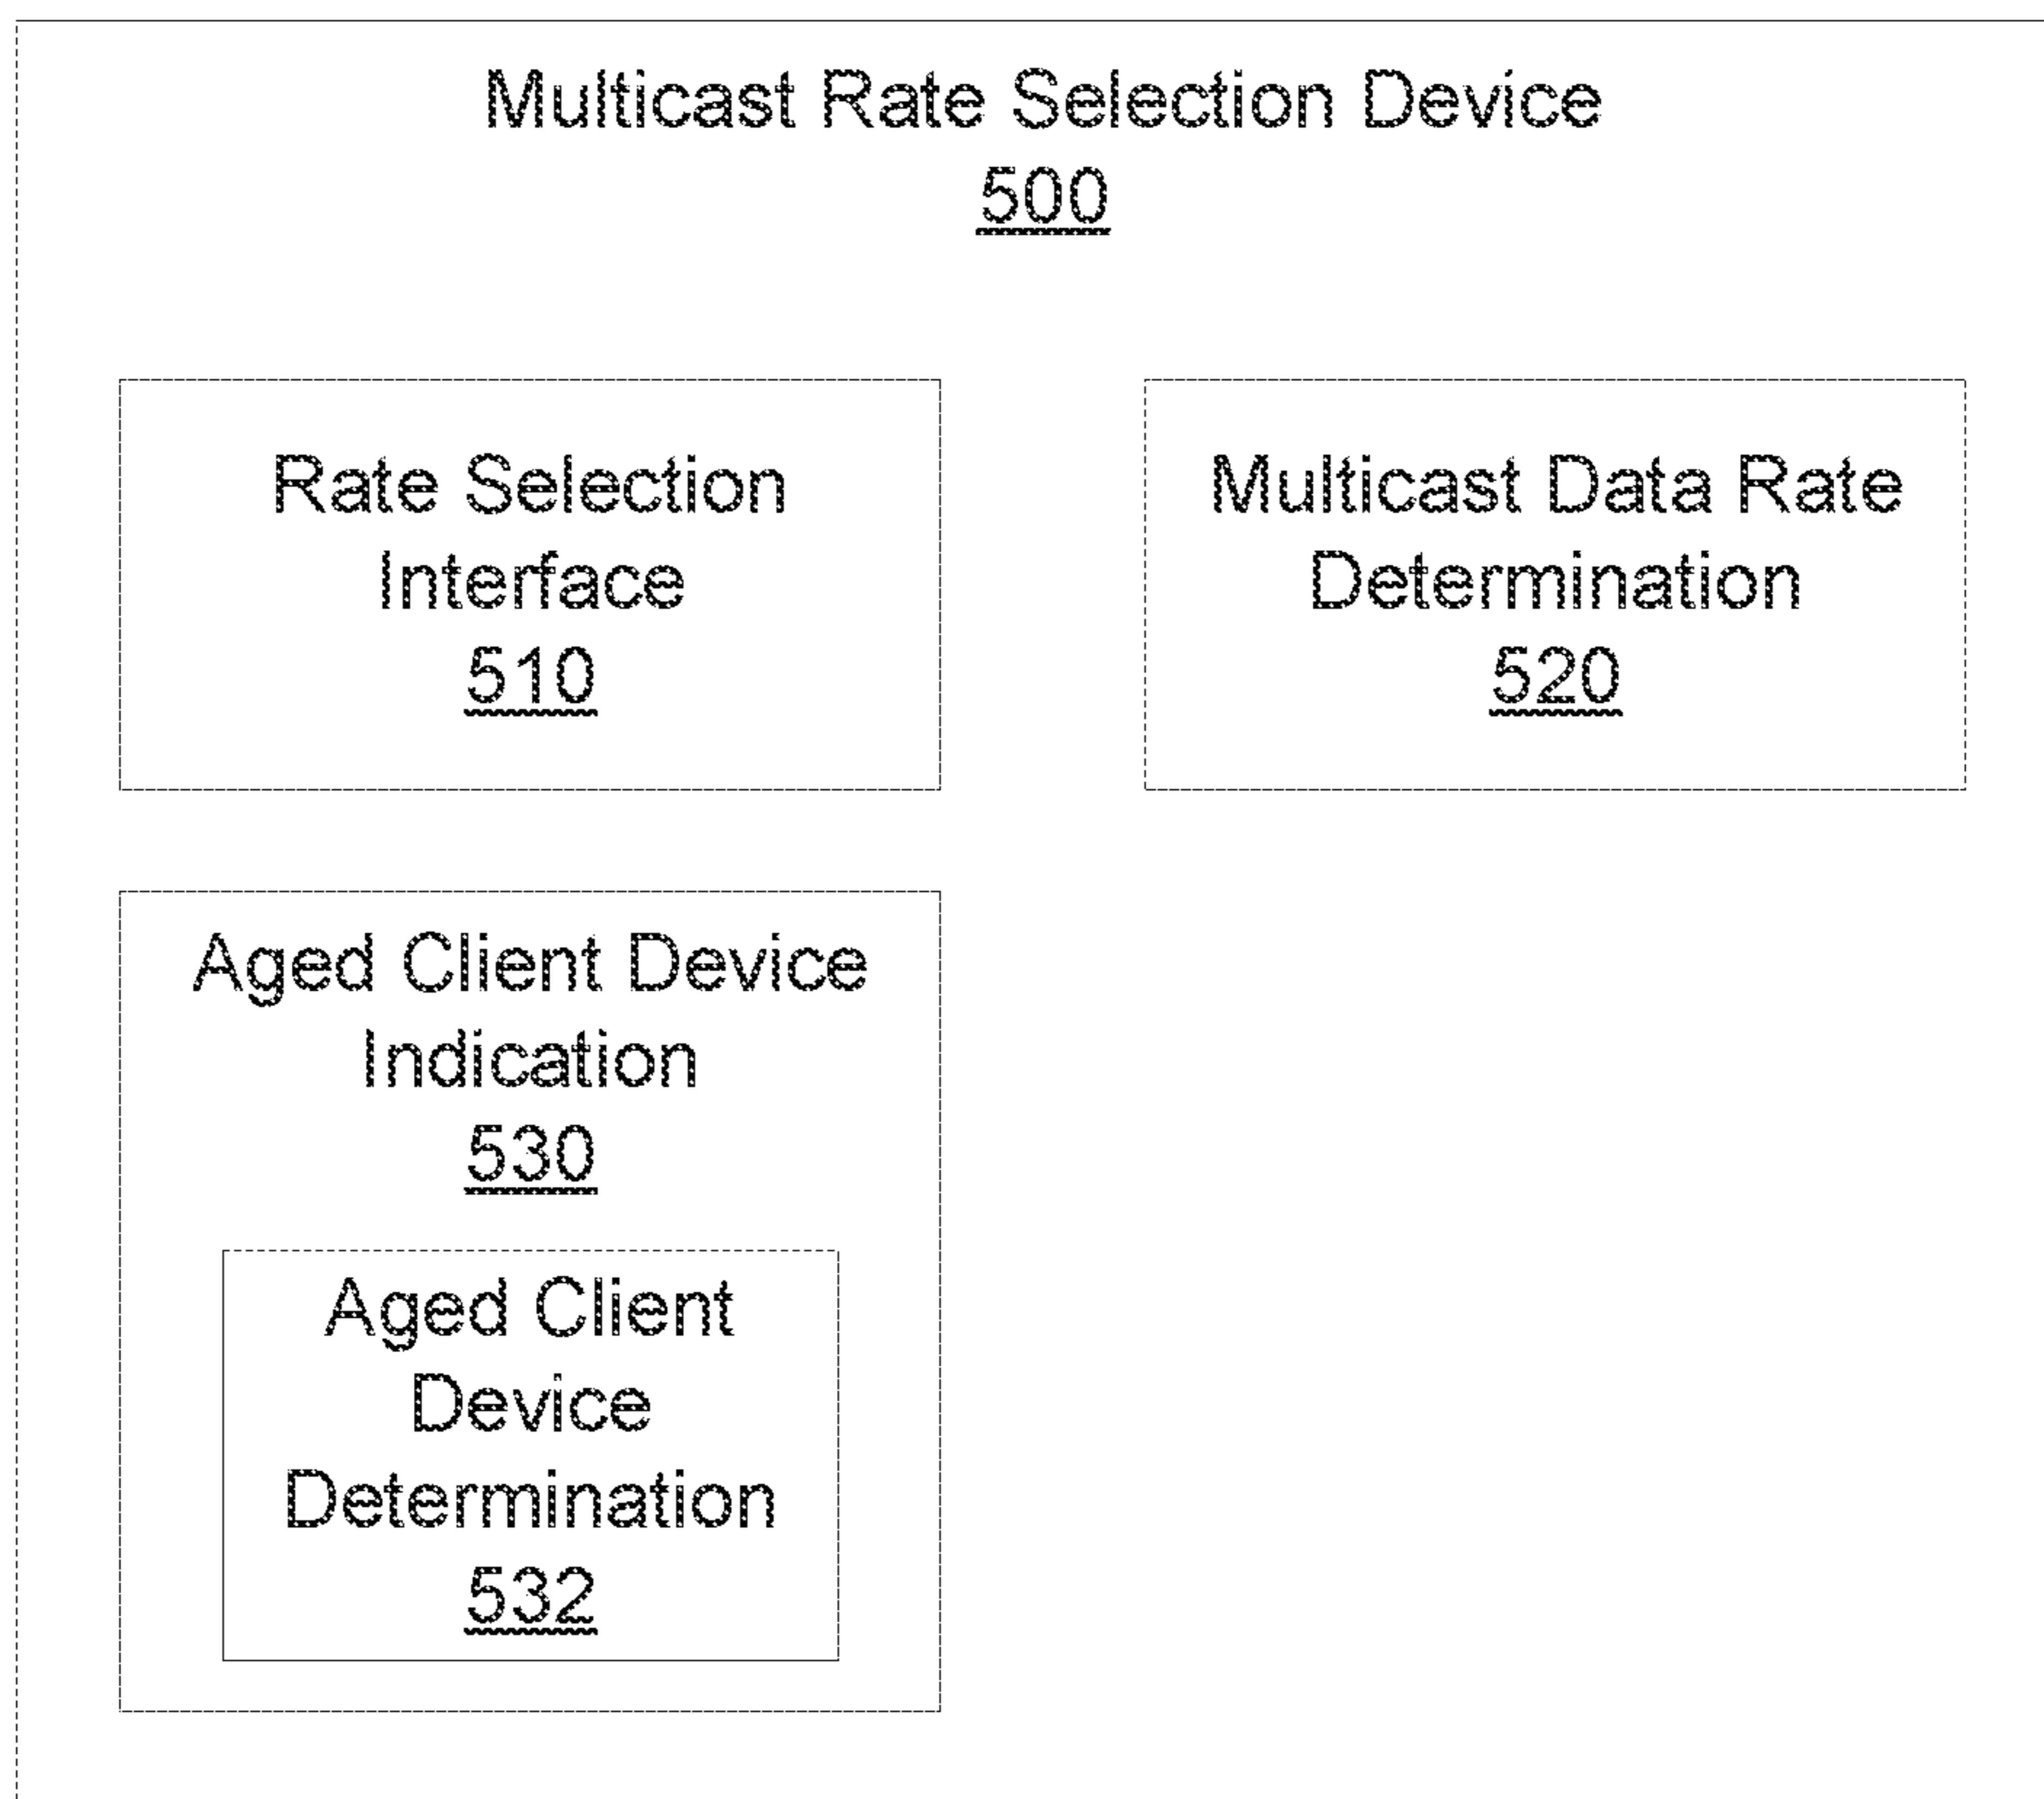 Multicast Rate Selection Device
500
Rate Selection
Interface
510
Multicast Data Rate
Determination
520
Aged Client Device
Indication
530
Aged Client
Device
Determination
532